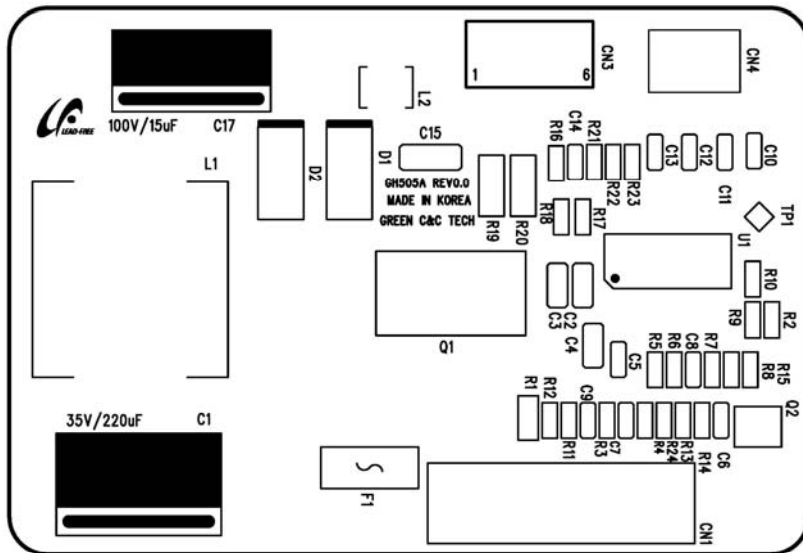 CN3
1 6
CN4
L2
100V/15uF C17
LEAD-FREE
L1
D2
D1
C15
GH505A REV0.0
MADE IN KOREA
GREEN C&C TECH
R19
R20
R16
C14
R21
R22
R23
C13
C12
C11
C10
TP1
R18
R17
U1
R10
R9
R2
C3
C2
C4
C5
Q1
R5
R6
C8
R7
R8
R15
Q2
R1
R12
R11
C9
R3
C7
R4
R24
R13
R14
C6
35V/220uF C1
F1
CN1